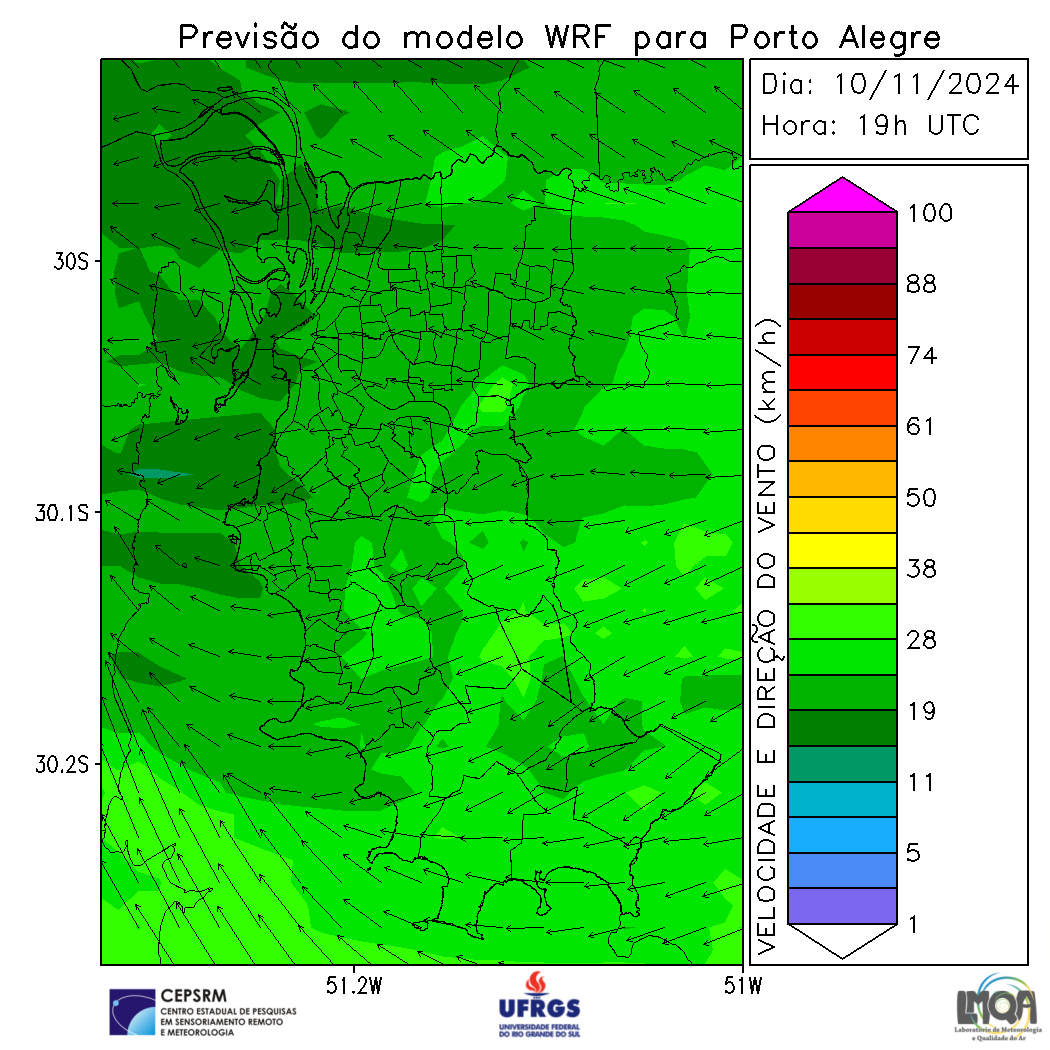 Previsão do modelo WRF para Porto Alegre
Dia: 10/11/2024
Hora: 19h UTC
30S
30.1S
30.2S
51.2W
51W
VELOCIDADE E DIREÇÃO DO VENTO (km/h)
100
88
74
61
50
38
28
19
11
5
1
CEPSRM
CENTRO ESTADUAL DE PESQUISAS
EM SENSORIAMENTO REMOTO
E METEOROLOGIA
UFRGS
UNIVERSIDADE FEDERAL
DO RIO GRANDE DO SUL
LMQA
Laboratório de Meteorologia
e Qualidade do Ar